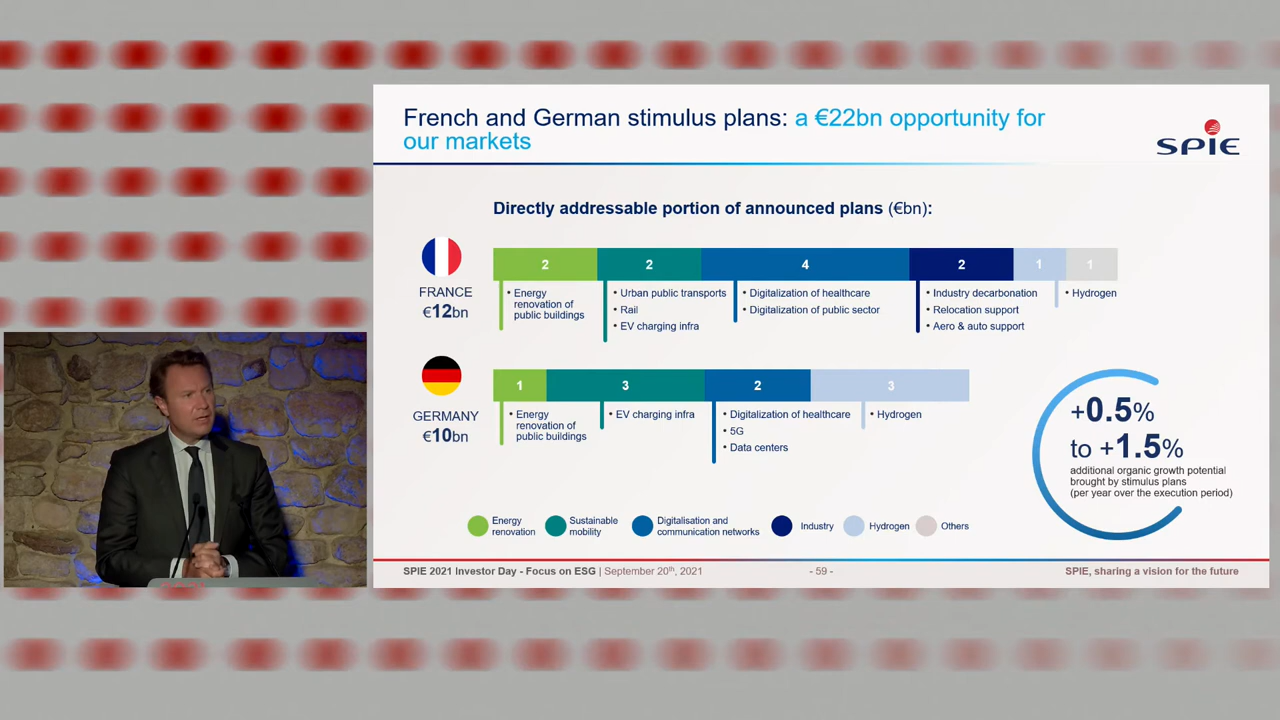 French and German stimulus plans: a €22bn opportunity for
our markets
SPIE
Directly addressable portion of announced plans (€bn):
FRANCE
€12bn
2
2
4
2
1
1
• Energy
renovation of
public buildings
• Urban public transports
• Rail
• EV charging infra
• Digitalization of healthcare
• Digitalization of public sector
• Industry decarbonation
• Relocation support
• Aero & auto support
• Hydrogen
GERMANY
€10bn
1
3
2
3
• Energy
renovation of
public buildings
• EV charging infra
• Digitalization of healthcare
• 5G
• Data centers
• Hydrogen
+0.5%
to +1.5%
additional organic growth potential
brought by stimulus plans
(per year over the execution period)
Energy
renovation
Sustainable
mobility
Digitalisation and
communication networks
Industry
Hydrogen
Others
SPIE 2021 Investor Day - Focus on ESG | September 20th, 2021
- 59 -
SPIE, sharing a vision for the future